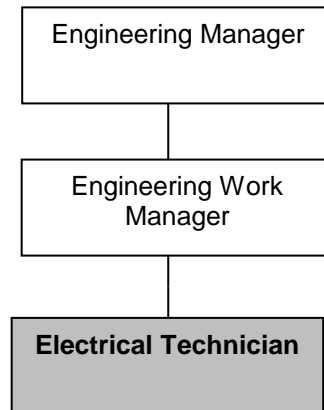 Engineering Manager
Engineering Work
Manager
Electrical Technician